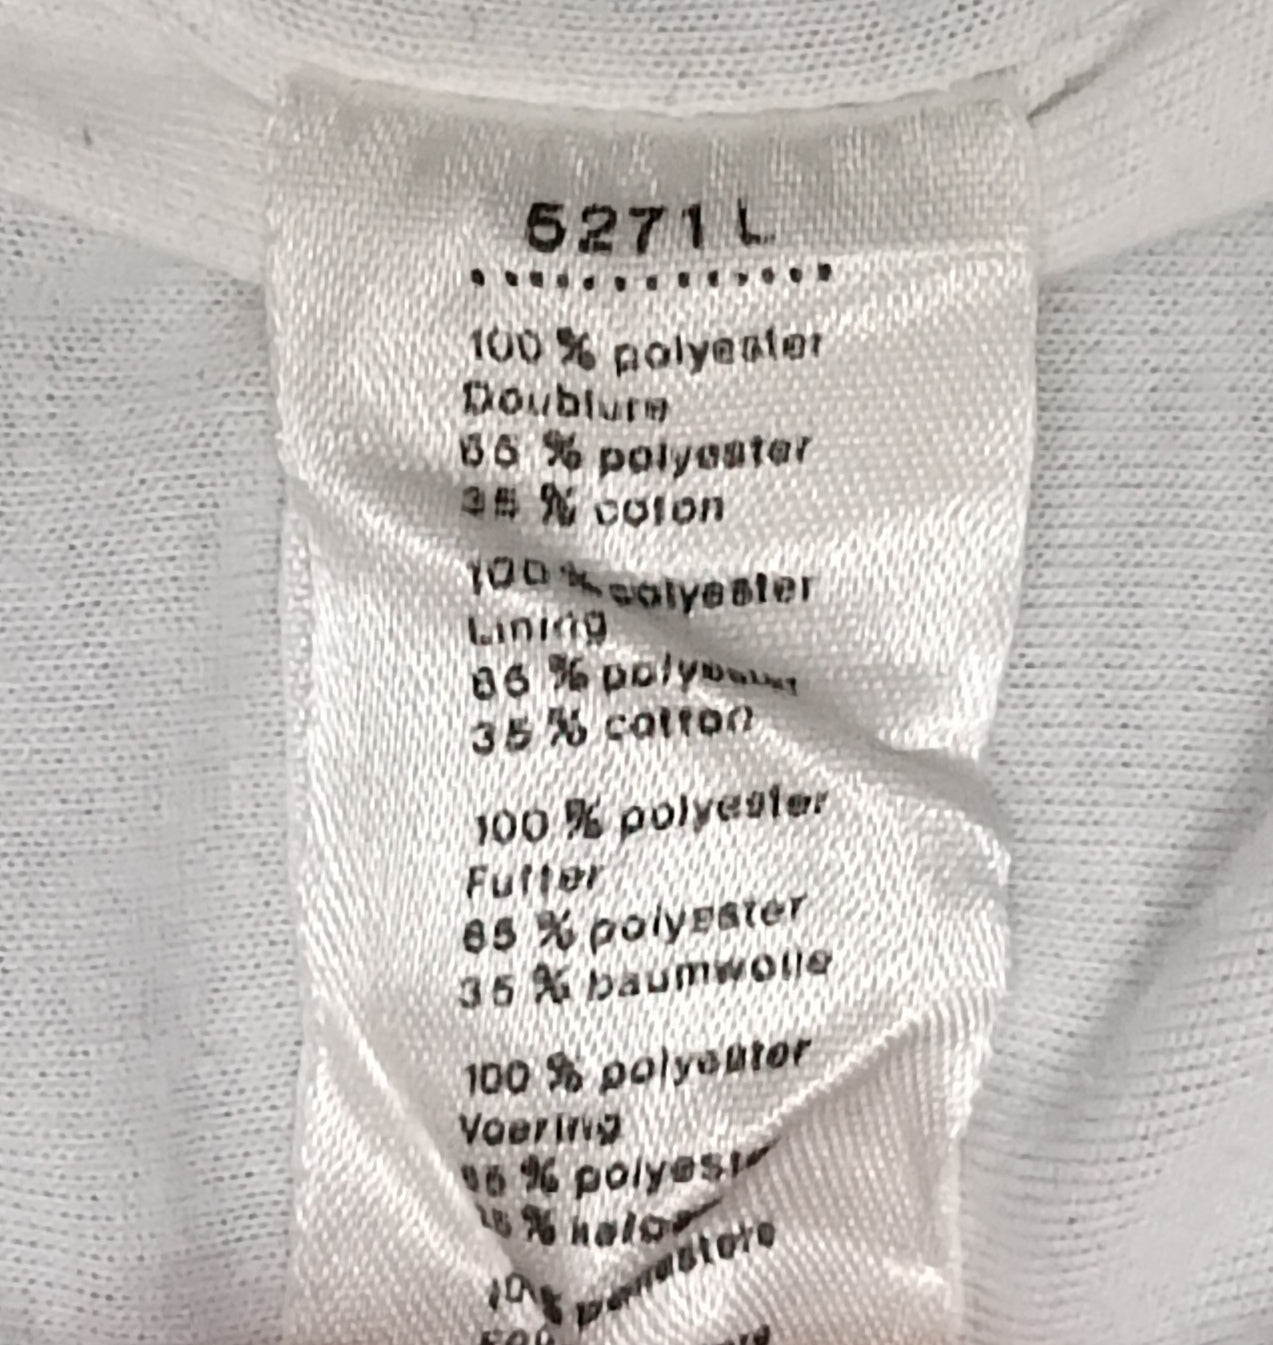 5271 L
100 % polyester
Doublure
65 % polyester
35 % coton
100 % polyester
Lining
65 % polyester
35 % cotton
100 % polyester
Futter
65 % polyester
35 % baumwolle
100 % polyester
Voering
65 % polyester
35 %